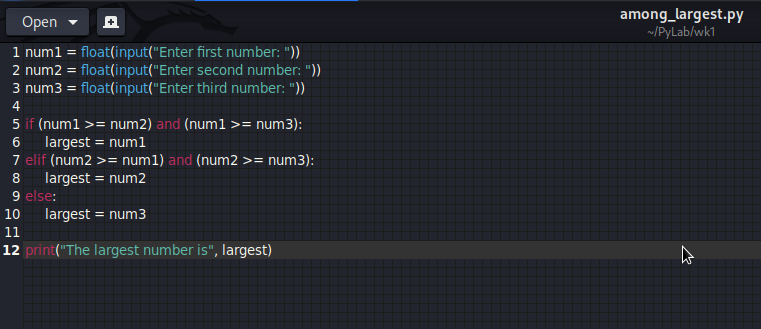 Open
among_largest.py
~/PyLab/wk1
1 num1 = float(input("Enter first number: "))
2 num2 = float(input("Enter second number: "))
3 num3 = float(input("Enter third number: "))
4
5 if (num1 >= num2) and (num1 >= num3):
6     largest = num1
7 elif (num2 >= num1) and (num2 >= num3):
8     largest = num2
9 else:
10     largest = num3
11
12 print("The largest number is", largest)